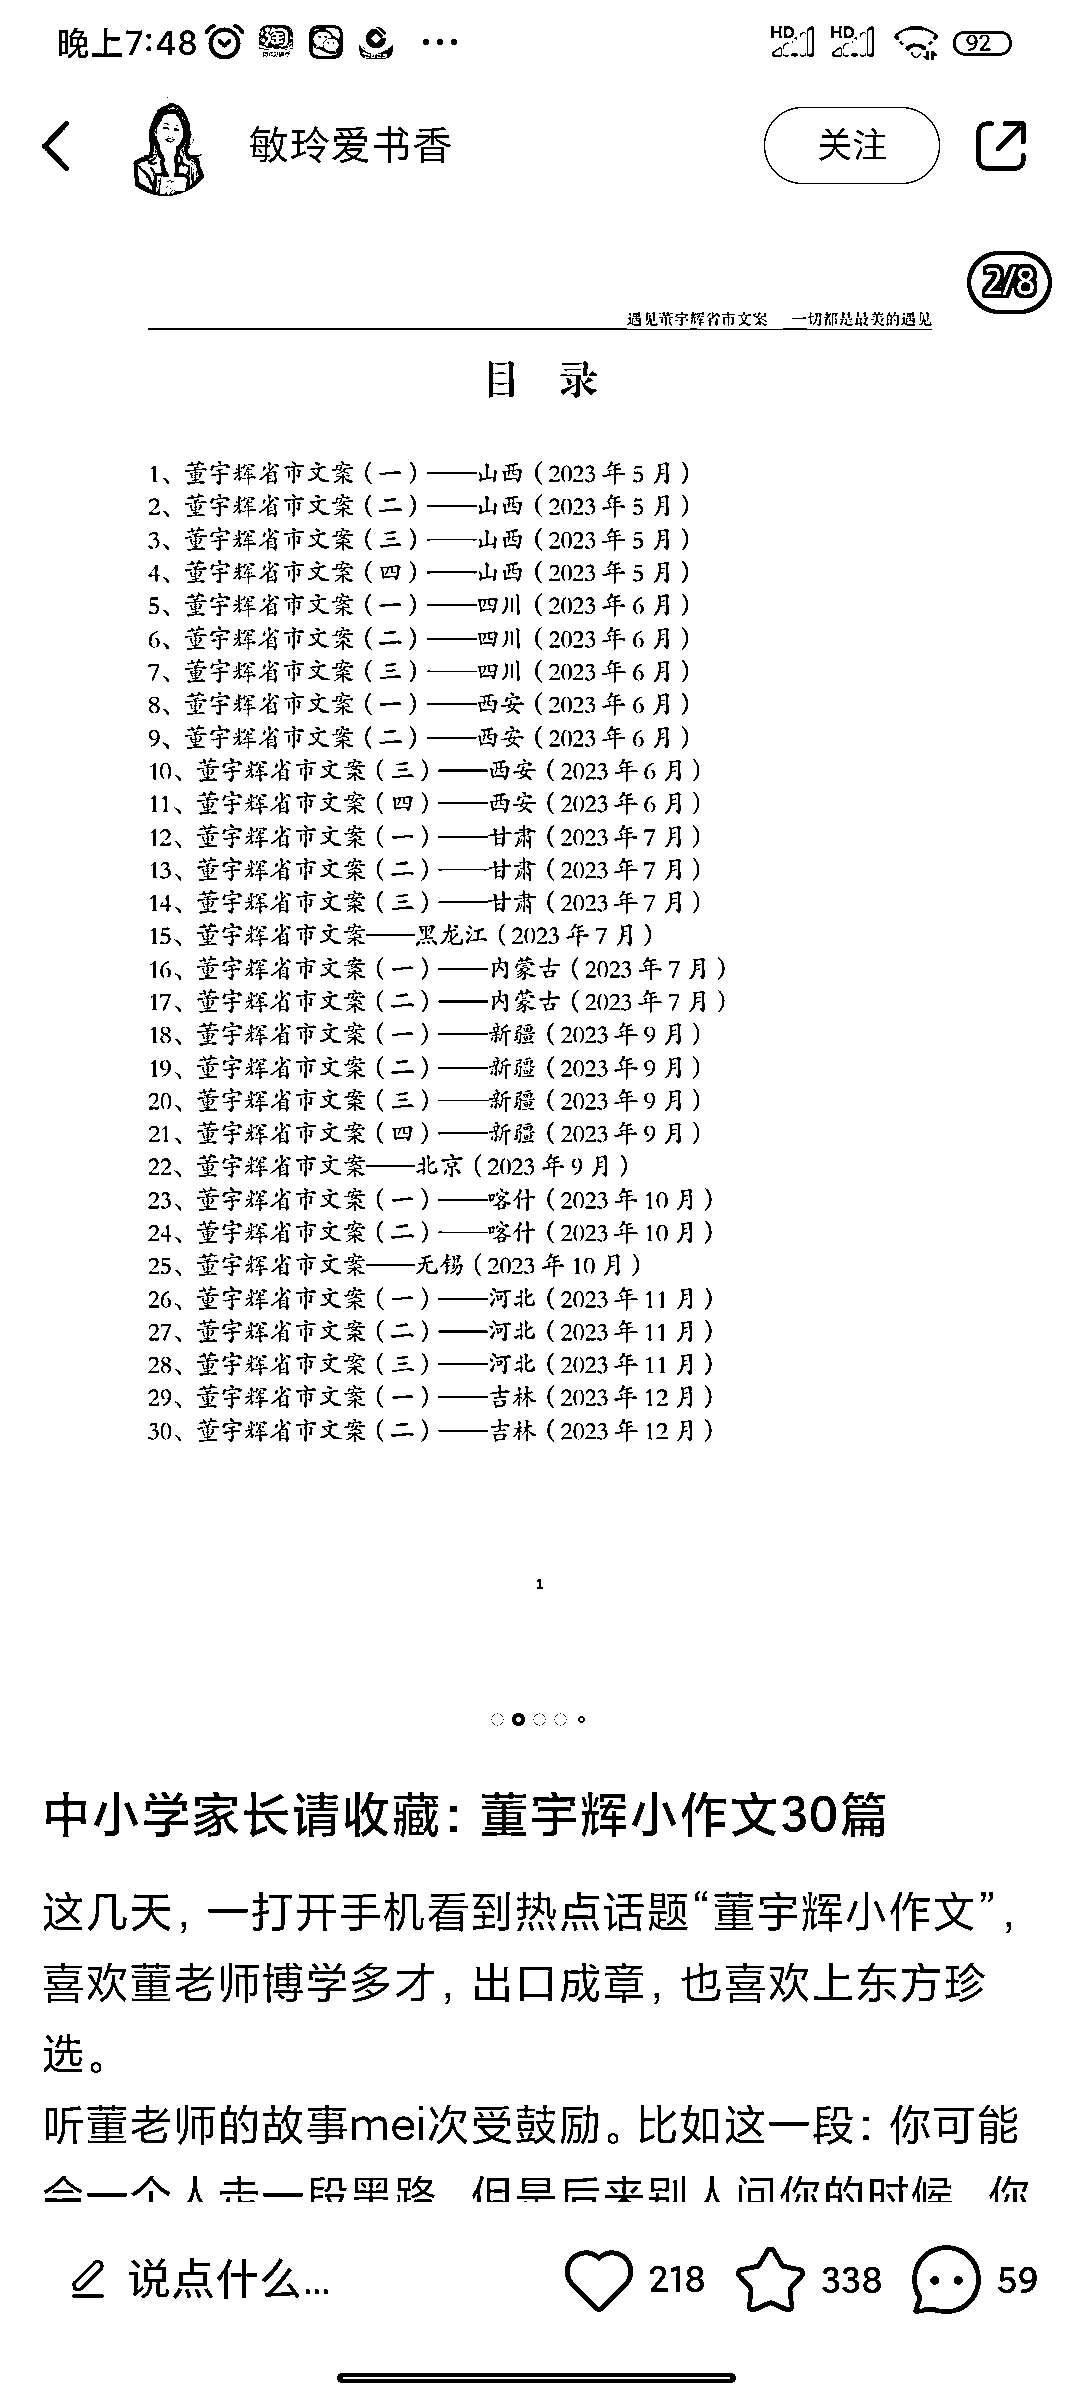 晚上7:48
HD
HD
92
敏玲爱书香
关注
2/8
遇见董宇辉省市文案 一切都是最美的遇见
目 录
1、董宇辉省市文案（一）——山西（2023年5月）
2、董宇辉省市文案（二）——山西（2023年5月）
3、董宇辉省市文案（三）——山西（2023年5月）
4、董宇辉省市文案（四）——山西（2023年5月）
5、董宇辉省市文案（一）——四川（2023年6月）
6、董宇辉省市文案（二）——四川（2023年6月）
7、董宇辉省市文案（三）——四川（2023年6月）
8、董宇辉省市文案（一）——西安（2023年6月）
9、董宇辉省市文案（二）——西安（2023年6月）
10、董宇辉省市文案（三）——西安（2023年6月）
11、董宇辉省市文案（四）——西安（2023年6月）
12、董宇辉省市文案（一）——甘肃（2023年7月）
13、董宇辉省市文案（二）——甘肃（2023年7月）
14、董宇辉省市文案（三）——甘肃（2023年7月）
15、董宇辉省市文案——黑龙江（2023年7月）
16、董宇辉省市文案（一）——内蒙古（2023年7月）
17、董宇辉省市文案（二）——内蒙古（2023年7月）
18、董宇辉省市文案（一）——新疆（2023年9月）
19、董宇辉省市文案（二）——新疆（2023年9月）
20、董宇辉省市文案（三）——新疆（2023年9月）
21、董宇辉省市文案（四）——新疆（2023年9月）
22、董宇辉省市文案——北京（2023年9月）
23、董宇辉省市文案（一）——喀什（2023年10月）
24、董宇辉省市文案（二）——喀什（2023年10月）
25、董宇辉省市文案——无锡（2023年10月）
26、董宇辉省市文案（一）——河北（2023年11月）
27、董宇辉省市文案（二）——河北（2023年11月）
28、董宇辉省市文案（三）——河北（2023年11月）
29、董宇辉省市文案（一）——吉林（2023年12月）
30、董宇辉省市文案（二）——吉林（2023年12月）
1
中小学家长请收藏：董宇辉小作文30篇
这几天，一打开手机看到热点话题“董宇辉小作文”，
喜欢董老师博学多才，出口成章，也喜欢上东方珍
选。
听董老师的故事mei次受鼓励。比如这一段：你可能
会一个人走一段黑路，但是后来别人问你的时候，你
说点什么...
218
338
59